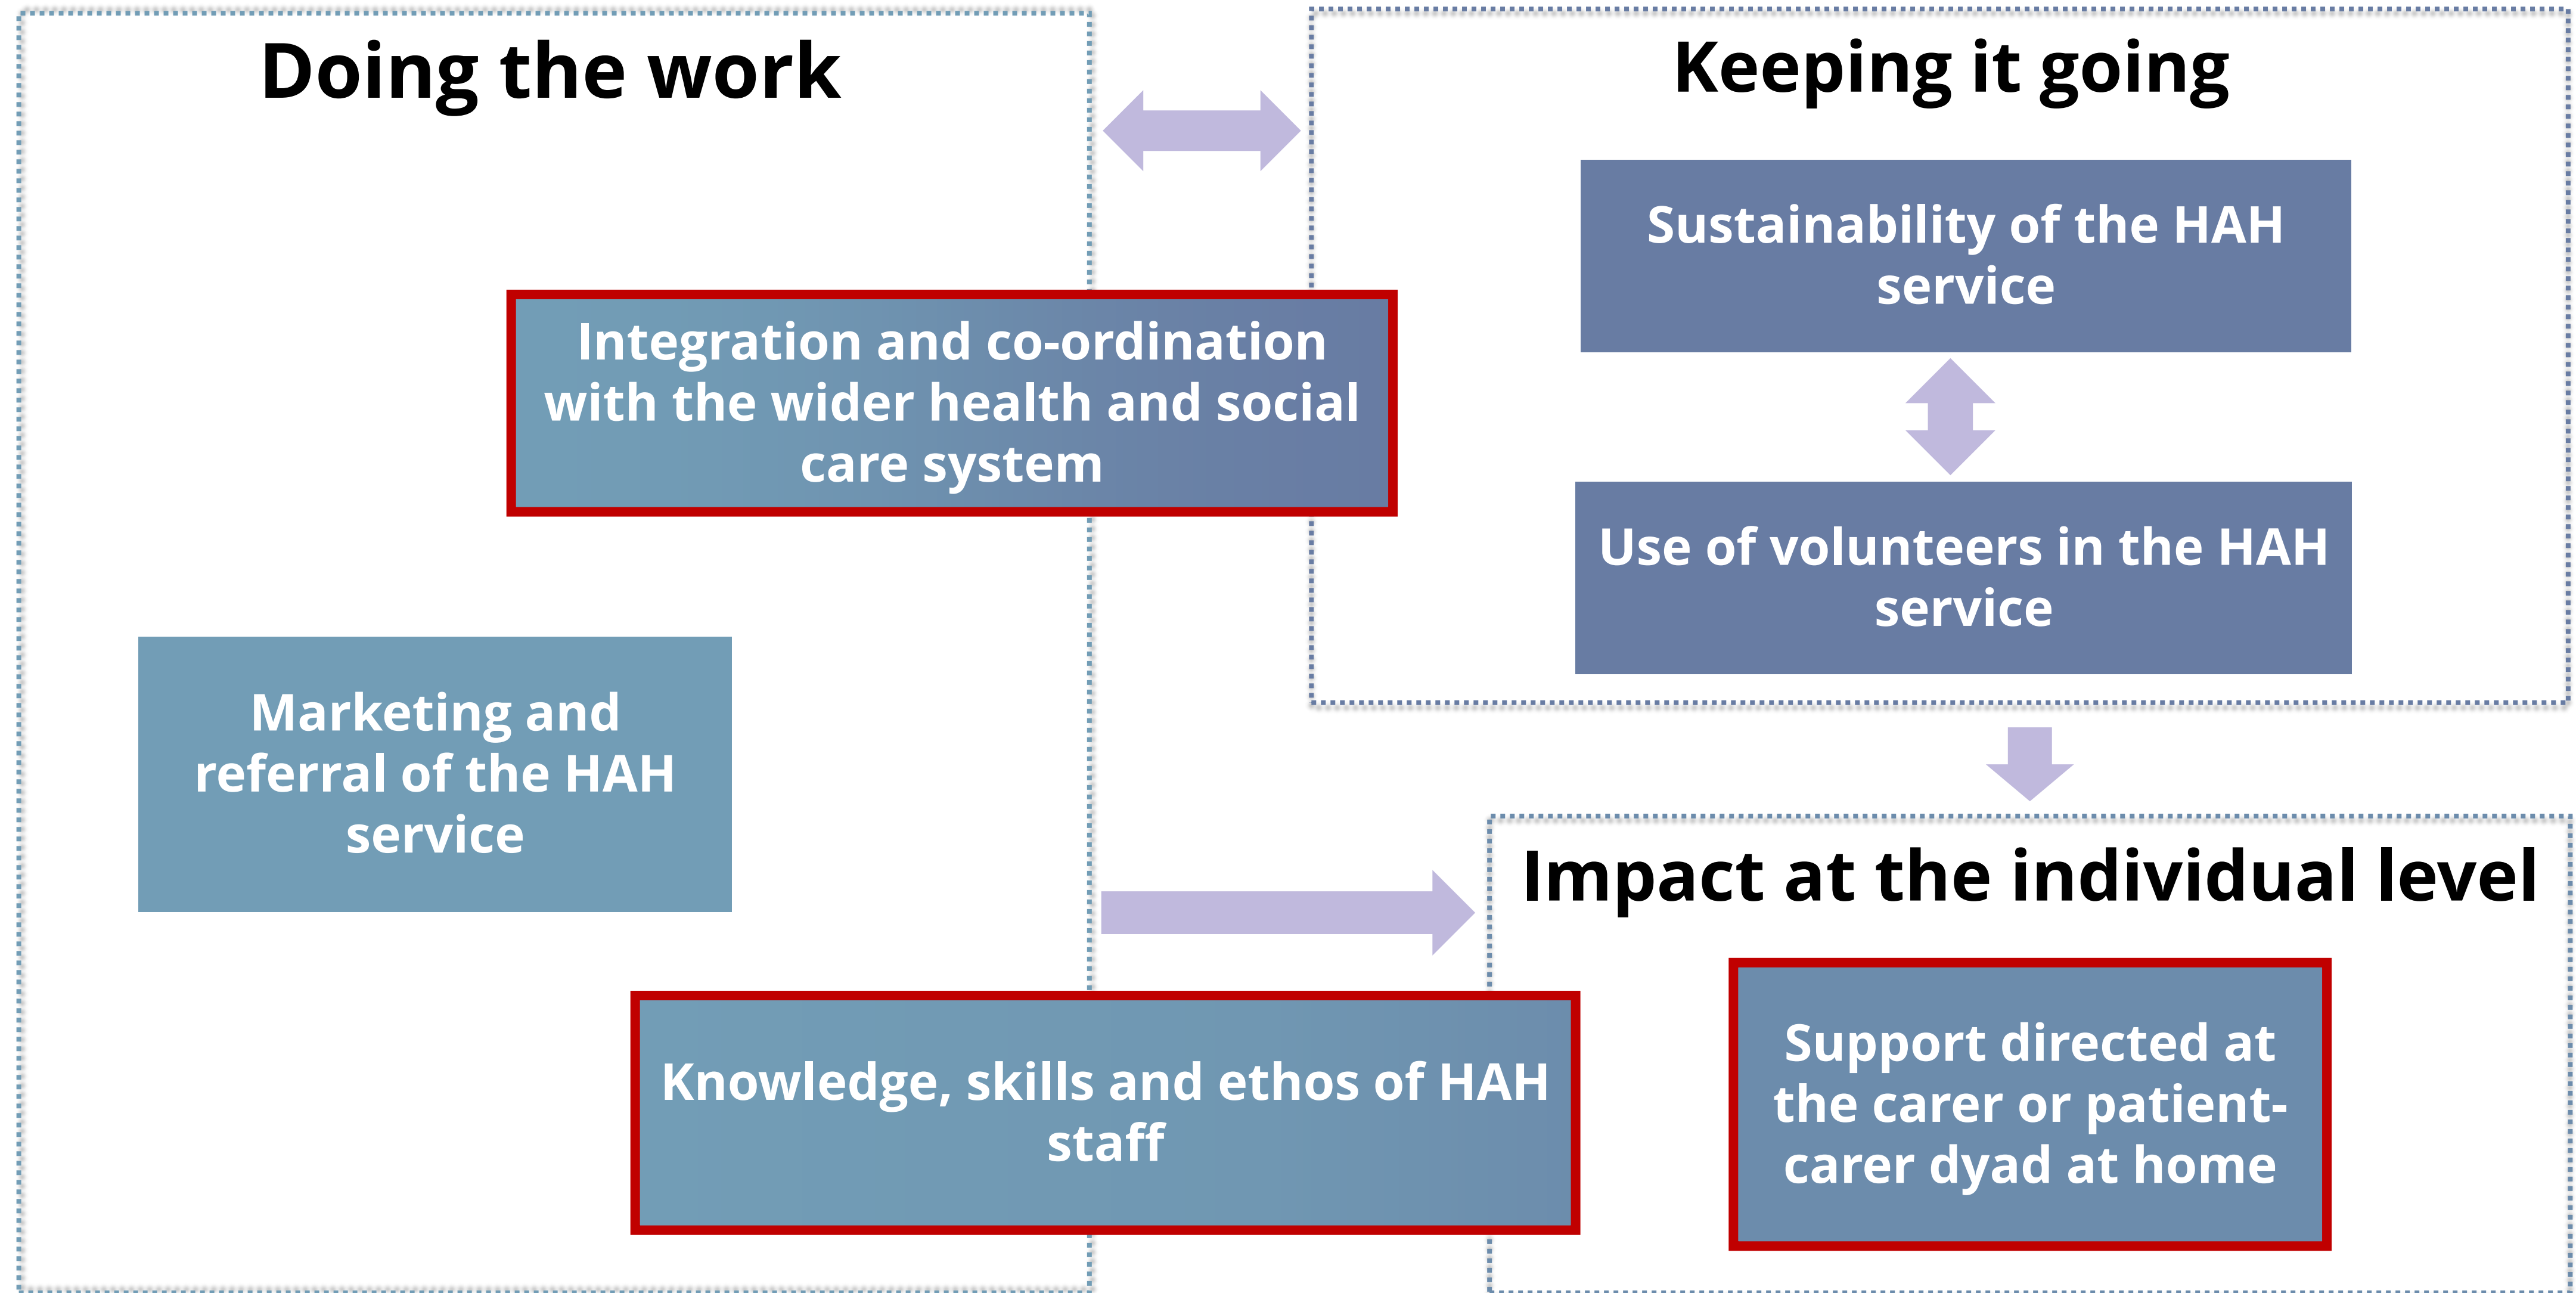 Doing the work
Integration and co-ordination
with the wider health and social
care system
Marketing and
referral of the HAH
service
Knowledge, skills and ethos of HAH
staff
Keeping it going
Sustainability of the HAH
service
Use of volunteers in the HAH
service
Impact at the individual level
Support directed at
the carer or patient-
carer dyad at home